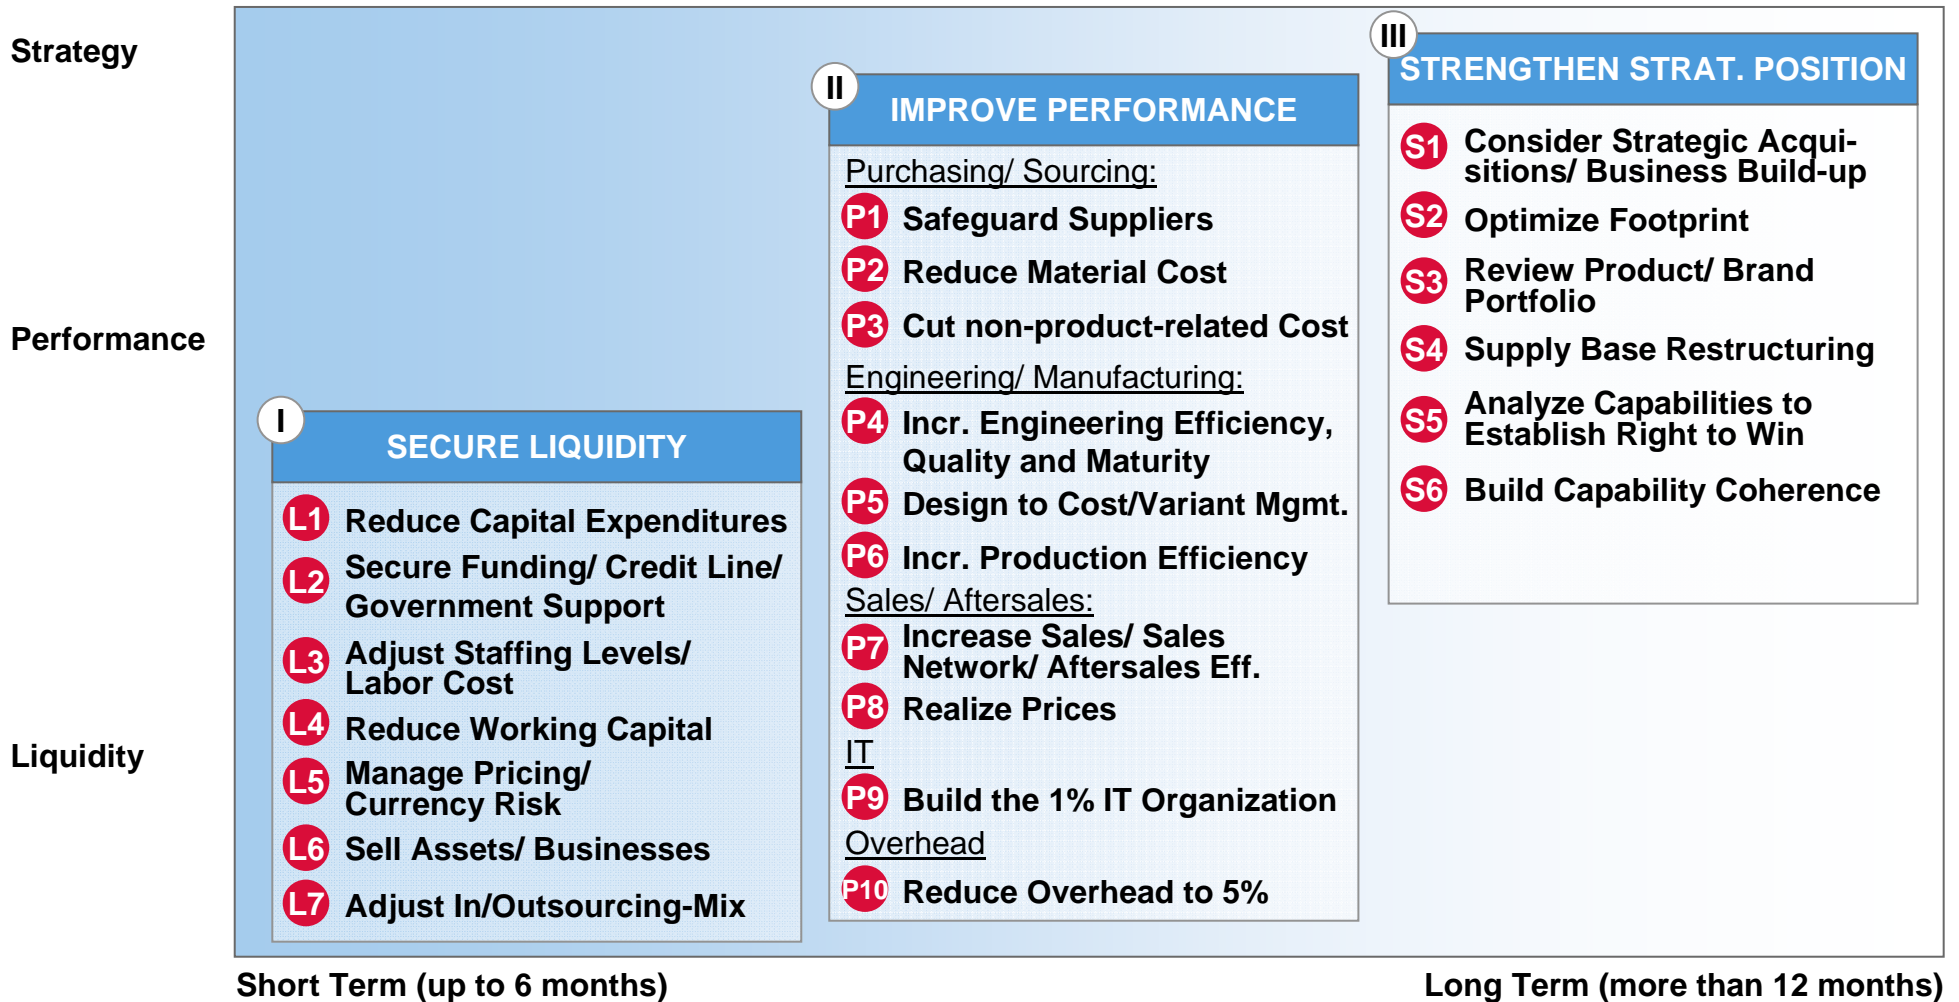 Strategy
Performance
Liquidity
I
SECURE LIQUIDITY
L1 Reduce Capital Expenditures
L2 Secure Funding/ Credit Line/
Government Support
L3 Adjust Staffing Levels/
Labor Cost
L4 Reduce Working Capital
L5 Manage Pricing/
Currency Risk
L6 Sell Assets/ Businesses
L7 Adjust In/Outsourcing-Mix
II
IMPROVE PERFORMANCE
Purchasing/ Sourcing:
P1 Safeguard Suppliers
P2 Reduce Material Cost
P3 Cut non-product-related Cost
Engineering/ Manufacturing:
P4 Incr. Engineering Efficiency,
Quality and Maturity
P5 Design to Cost/Variant Mgmt.
P6 Incr. Production Efficiency
Sales/ Aftersales:
P7 Increase Sales/ Sales
Network/ Aftersales Eff.
P8 Realize Prices
IT
P9 Build the 1% IT Organization
Overhead
P10 Reduce Overhead to 5%
III
STRENGTHEN STRAT. POSITION
S1 Consider Strategic Acqui-
sitions/ Business Build-up
S2 Optimize Footprint
S3 Review Product/ Brand
Portfolio
S4 Supply Base Restructuring
S5 Analyze Capabilities to
Establish Right to Win
S6 Build Capability Coherence
Short Term (up to 6 months)
Long Term (more than 12 months)